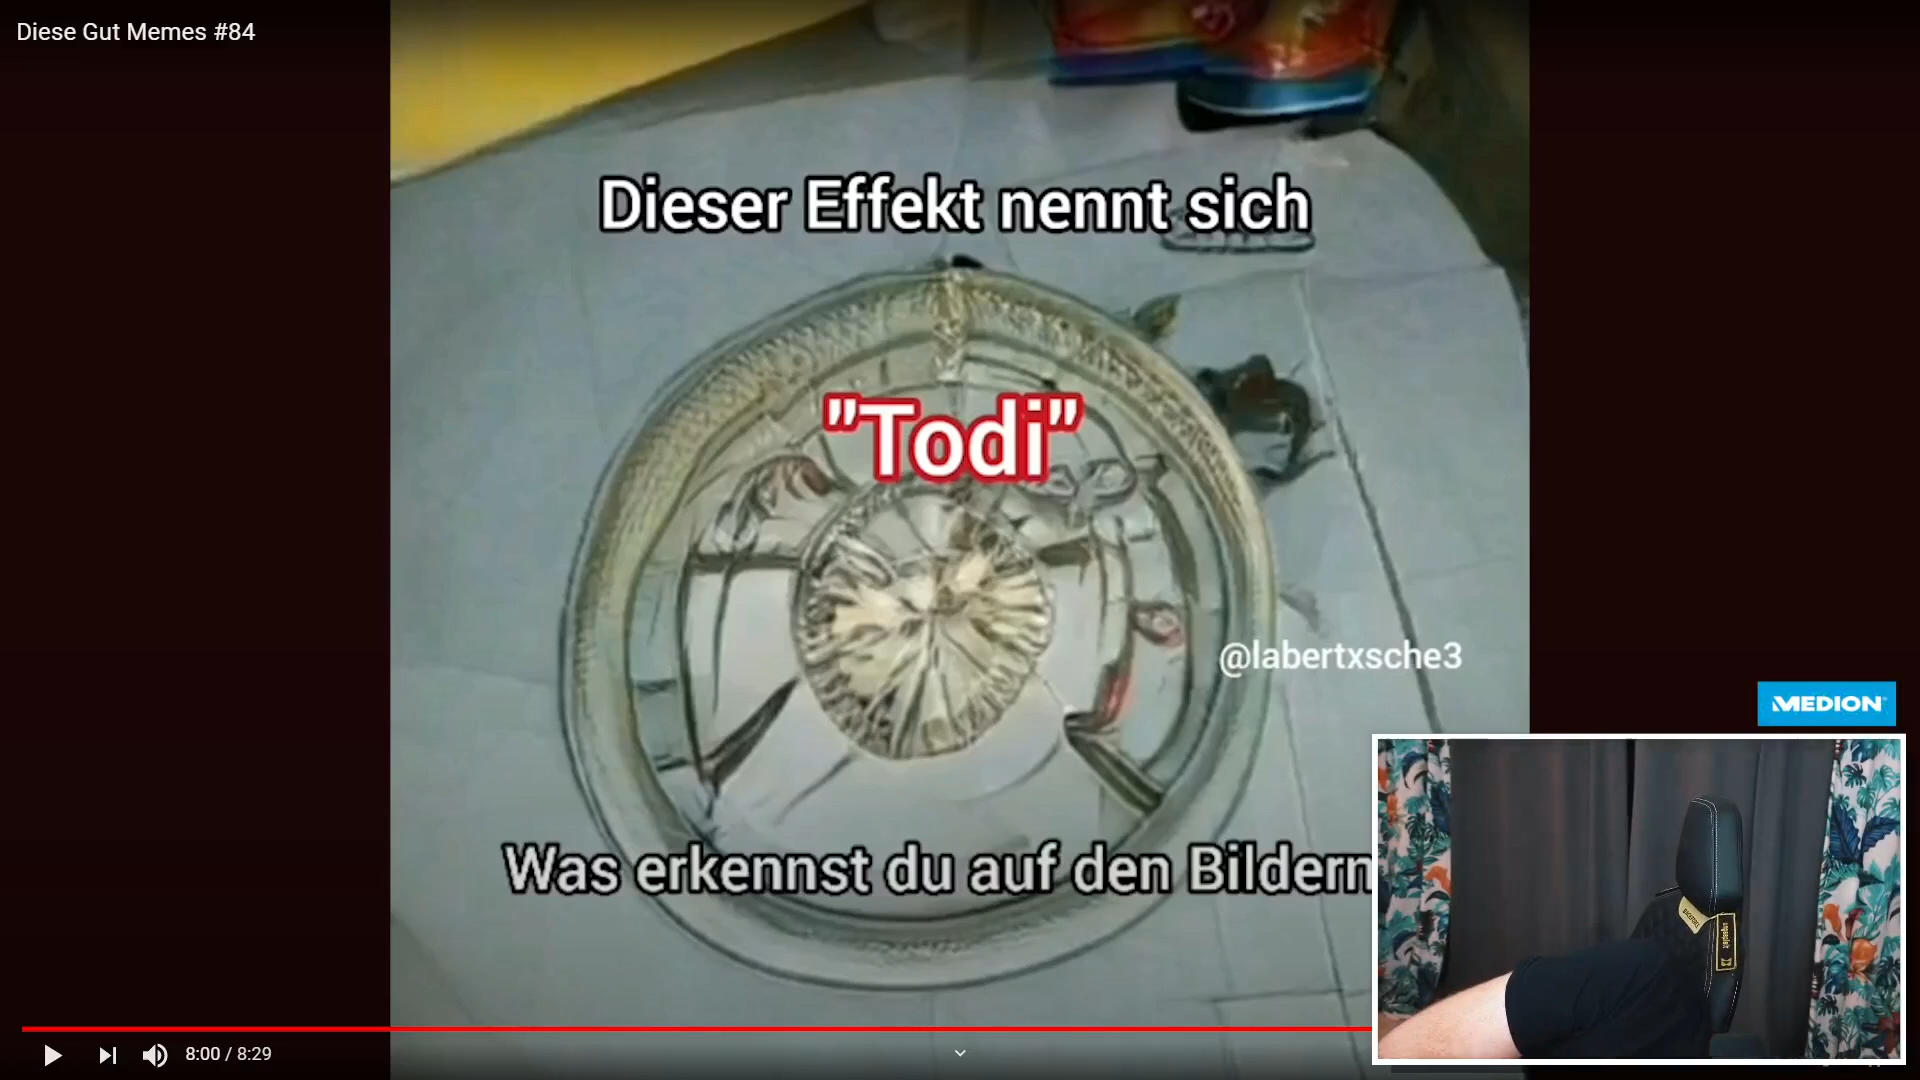 Diese Gut Memes #84
Dieser Effekt nennt sich
"Todi"
@labertxsche3
MEDION
Was erkennst du auf den Bildern
8:00 / 8:29